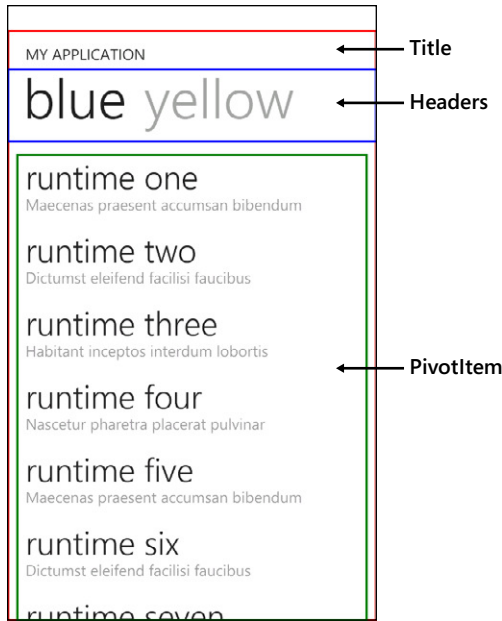 MY APPLICATION
Title
blue yellow
Headers
runtime one
Maecenas praesent accumsan bibendum
runtime two
Dictumst eleifend facilisi faucibus
runtime three
Habitant inceptos interdum lobortis
PivotItem
runtime four
Nascetur pharetra placerat pulvinar
runtime five
Maecenas praesent accumsan bibendum
runtime six
Dictumst eleifend facilisi faucibus
runtime seven